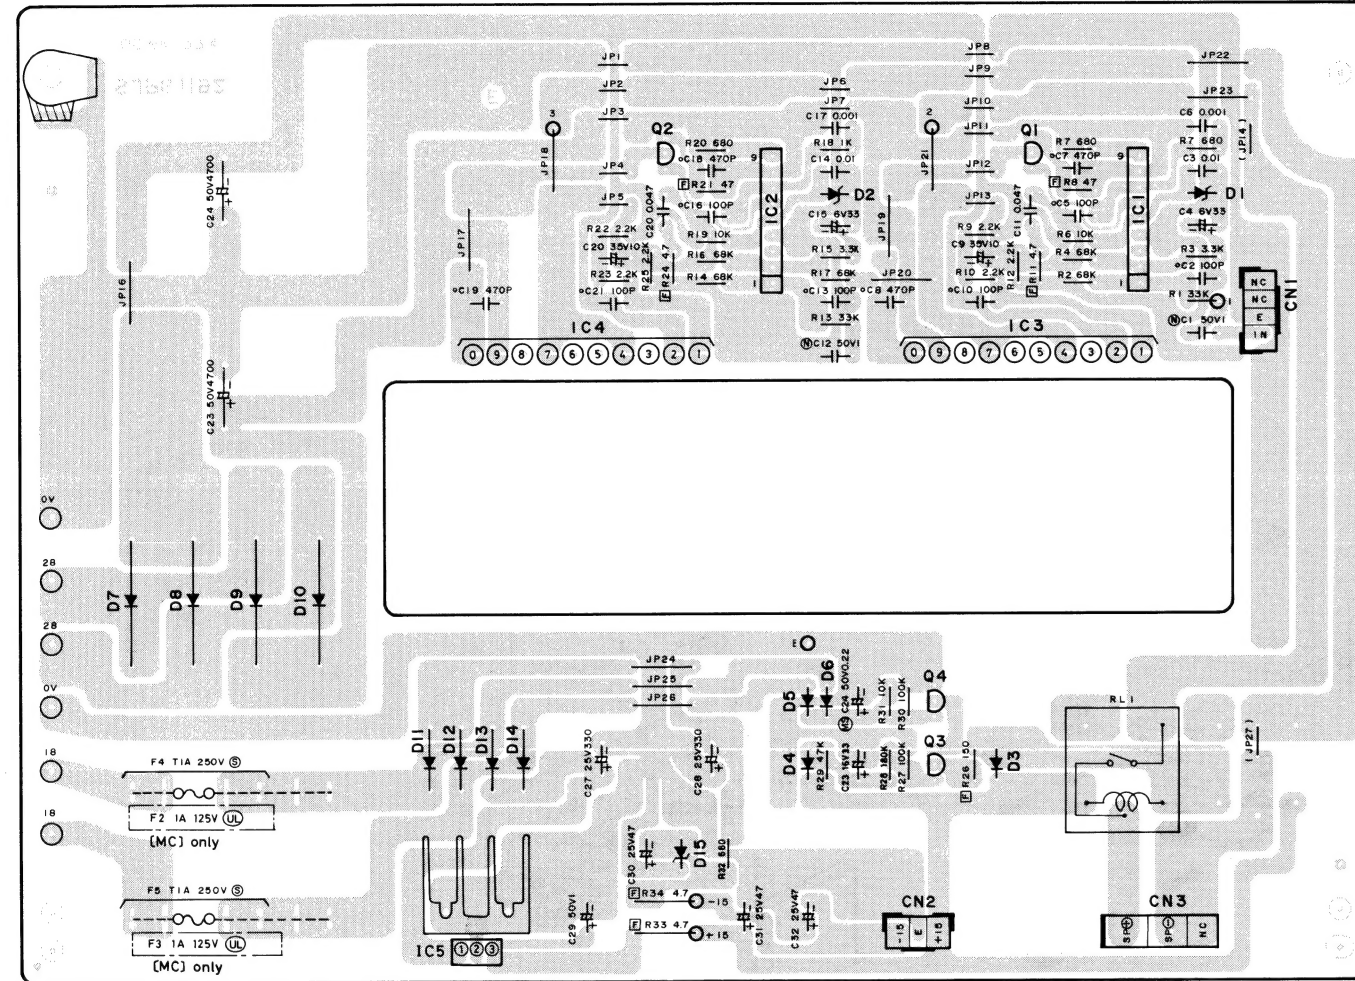 JP1
JP2
JP3
JP4
JP5
3
JP18
JP17
JP16
Q2
R20 680
C18 470P
F R21 47
C16 100P
R19 10K
R16 68K
R14 68K
C20 0.047
R22 2.2K
C20 35V10
R23 2.2K
C21 100P
R25 2.2K
F R24 4.7
C19 470P
9
IC2
1
JP6
JP7
C17 0.001
R18 1K
C14 0.01
D2
C15 6V33
R15 3.3K
R17 68K
C13 100P
R13 33K
N C12 50V1
JP19
JP20
C8 470P
2
JP21
JP8
JP9
JP10
JP11
JP12
JP13
Q1
R7 680
C7 470P
F R8 47
C5 100P
R6 10K
R4 68K
R2 68K
C11 0.047
R9 2.2K
C9 35V10
R10 2.2K
C10 100P
R12 2.2K
F R11 4.7
9
IC1
1
JP22
JP23
C6 0.001
R7 680
C3 0.01
(JP14)
D1
C4 6V33
R3 3.3K
C2 100P
R1 33K
1
N C1 50V1
NC
NC
E
IN
CN1
IC4
0 9 8 7 6 5 4 3 2 1
IC3
0 9 8 7 6 5 4 3 2 1
C24 50V4700
C23 50V4700
0V
28
28
0V
18
18
D7
D8
D9
D10
F4 T1A 250V S
F2 1A 125V UL
(MC) only
F5 T1A 250V S
F3 1A 125V UL
(MC) only
D11
D12
D13
D14
JP24
JP25
JP26
C27 25V330
C28 25V330
E
D5
D6
MS C24 50V0.22
R31 10K
R30 100K
Q4
D4
R29 47K
C23 16V33
R28 180K
R27 100K
Q3
F R26 150
D3
RL1
(JP27)
C30 25V47
D15
R32 680
F R34 4.7
-15
F R33 4.7
+15
C29 50V1
C31 25V47
C32 25V47
IC5
1 2 3
CN2
-15 E +15
CN3
SP+ SP- NC